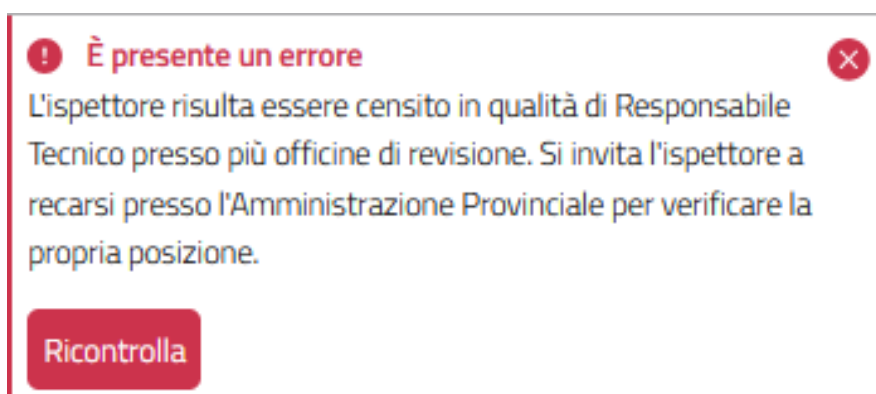 È presente un errore
L'ispettore risulta essere censito in qualità di Responsabile
Tecnico presso più officine di revisione. Si invita l'ispettore a
recarsi presso l'Amministrazione Provinciale per verificare la
propria posizione.
Ricontrolla